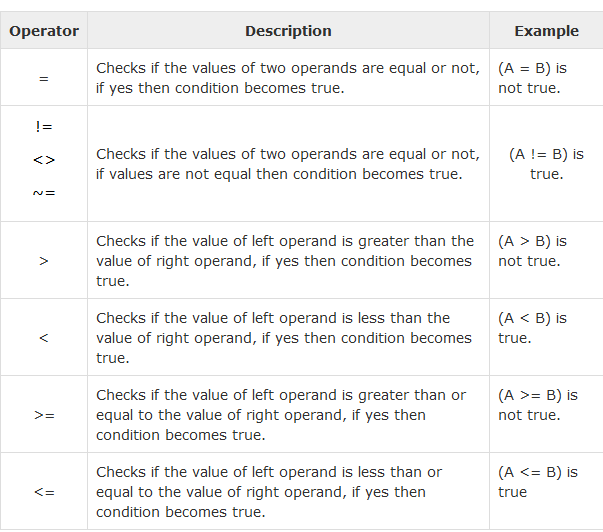 Operator Description Example
=
Checks if the values of two operands are equal or not,
if yes then condition becomes true.
(A = B) is
not true.
!=
<>
~=
Checks if the values of two operands are equal or not,
if values are not equal then condition becomes true.
(A != B) is
true.
>
Checks if the value of left operand is greater than the
value of right operand, if yes then condition becomes
true.
(A > B) is
not true.
<
Checks if the value of left operand is less than the
value of right operand, if yes then condition becomes
true.
(A < B) is
true.
>=
Checks if the value of left operand is greater than or
equal to the value of right operand, if yes then
condition becomes true.
(A >= B) is
not true.
<=
Checks if the value of left operand is less than or
equal to the value of right operand, if yes then
condition becomes true.
(A <= B) is
true